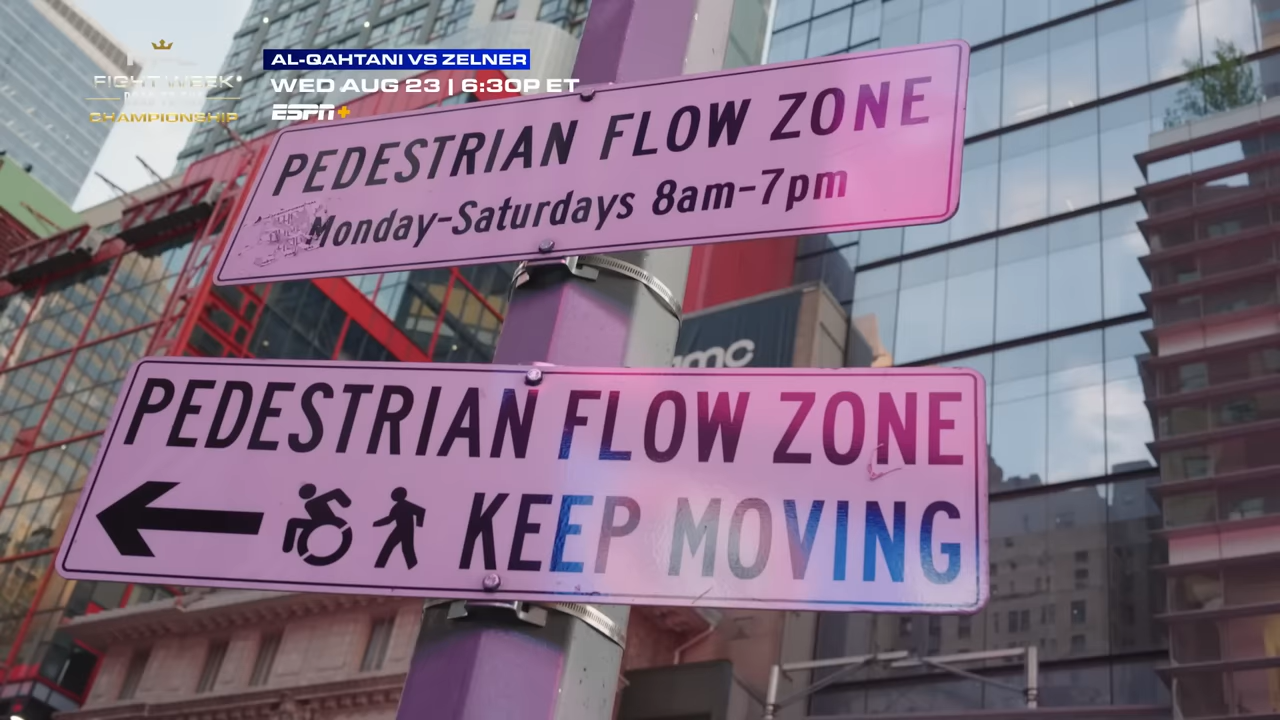 AL-QAHTANI VS ZELNER
WED AUG 23 | 6:30P ET
ESPN+
FIGHT WEEK
CHAMPIONSHIP
PEDESTRIAN FLOW ZONE
Monday-Saturdays 8am-7pm
amc
PEDESTRIAN FLOW ZONE
KEEP MOVING